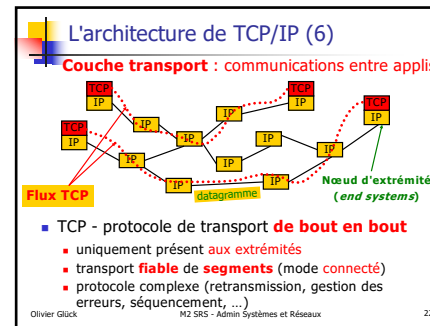 L'architecture de TCP/IP (6)
Couche transport : communications entre applis
TCP
IP
TCP
IP
TCP
IP
TCP
IP
IP
IP
IP
IP
IP
IP
IP
IP
IP
datagramme
Flux TCP
Nœud d'extrémité
(end systems)
TCP - protocole de transport de bout en bout
uniquement présent aux extrémités
transport fiable de segments (mode connecté)
protocole complexe (retransmission, gestion des
erreurs, séquencement, …)
Olivier Glück
M2 SRS - Admin Systèmes et Réseaux
22